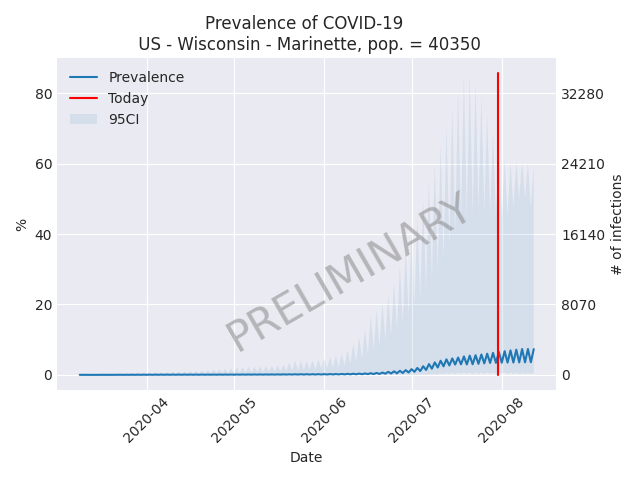 Prevalence of COVID-19
US - Wisconsin - Marinette, pop. = 40350
Prevalence
Today
95CI
80
60
40
20
0
%
32280
24210
16140
8070
0
# of infections
PRELIMINARY
2020-04
2020-05
2020-06
2020-07
2020-08
Date